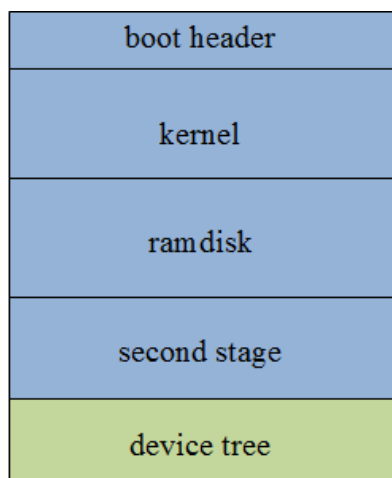 boot header
kernel
ramdisk
second stage
device tree